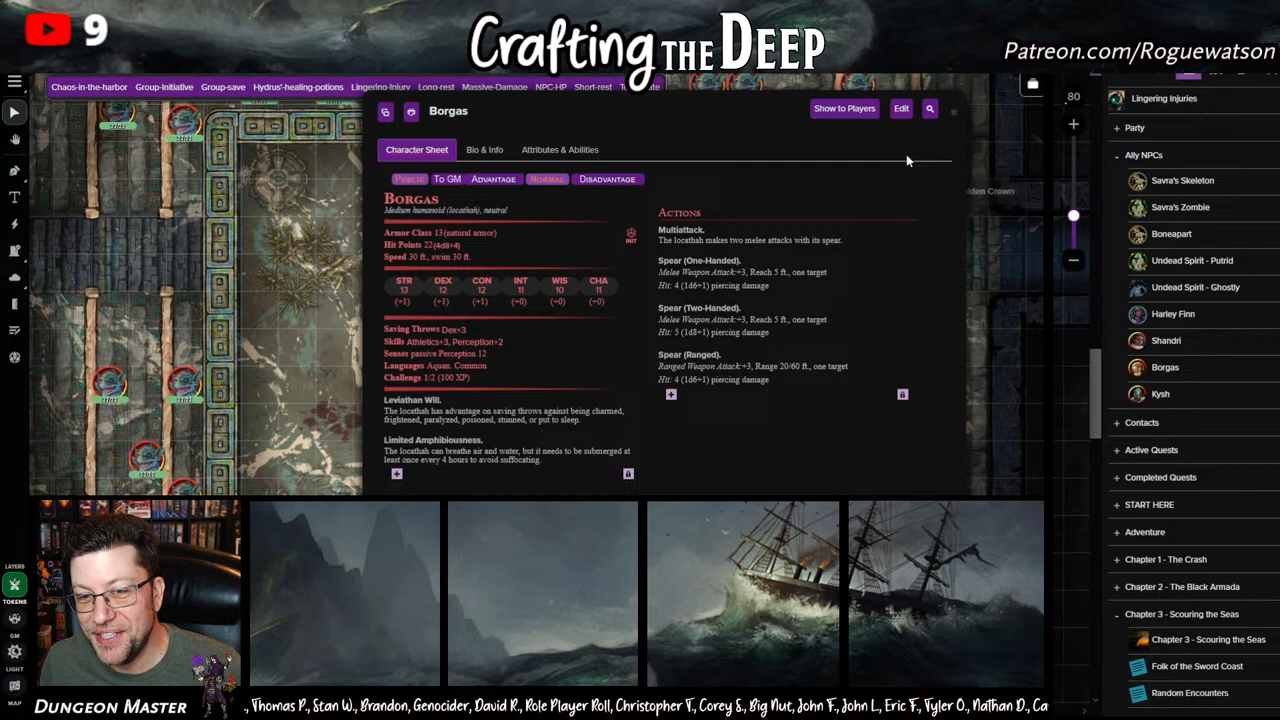 9
Crafting THE DEEP
Patreon.com/Roguewatson
Chaos-in-the-harbor Group-Initiative Group-save Hydrus'-healing-potions Lingering-Injury Long-rest Massive-Damage NPC-HP Short-rest
80
Borgas
Show to Players Edit
Character Sheet Bio & Info Attributes & Abilities
PUBLIC TO GM ADVANTAGE NORMAL DISADVANTAGE
BORGAS
Medium humanoid (locathah), neutral
Armor Class 13(natural armor)
Hit Points 22(4d8+4)
Speed 30 ft., swim 30 ft.
INIT
STR DEX CON INT WIS CHA
13 12 12 11 10 11
(+1) (+1) (+1) (+0) (+0) (+0)
Saving Throws Dex+3
Skills Athletics+3, Perception+2
Senses passive Perception 12
Languages Aquan, Common
Challenge 1/2 (100 XP)
Leviathan Will.
The locathah has advantage on saving throws against being charmed,
frightened, paralyzed, poisoned, stunned, or put to sleep.
Limited Amphibiousness.
The locathah can breathe air and water, but it needs to be submerged at
least once every 4 hours to avoid suffocating.
ACTIONS
Multiattack.
The locathah makes two melee attacks with its spear.
Spear (One-Handed).
Melee Weapon Attack:+3, Reach 5 ft., one target
Hit: 4 (1d6+1) piercing damage
Spear (Two-Handed).
Melee Weapon Attack:+3, Reach 5 ft., one target
Hit: 5 (1d8+1) piercing damage
Spear (Ranged).
Ranged Weapon Attack:+3, Range 20/60 ft., one target
Hit: 4 (1d6+1) piercing damage
lden Crown
Lingering Injuries
Party
Ally NPCs
Savra's Skeleton
Savra's Zombie
Boneapart
Undead Spirit - Putrid
Undead Spirit - Ghostly
Harley Finn
Shandri
Borgas
Kysh
Contacts
Active Quests
Completed Quests
START HERE
Adventure
Chapter 1 - The Crash
Chapter 2 - The Black Armada
Chapter 3 - Scouring the Seas
Chapter 3 - Scouring the Seas
Folk of the Sword Coast
Random Encounters
LAYERS
TOKENS
GM
LIGHT
MAP
DUNGEON MASTER
., Thomas P., Stan W., Brandon, Genocider, David R., Role Player Roll, Christopher T., Corey S., Big Nut, John F., John L., Eric F., Tyler O., Nathan D., Ca